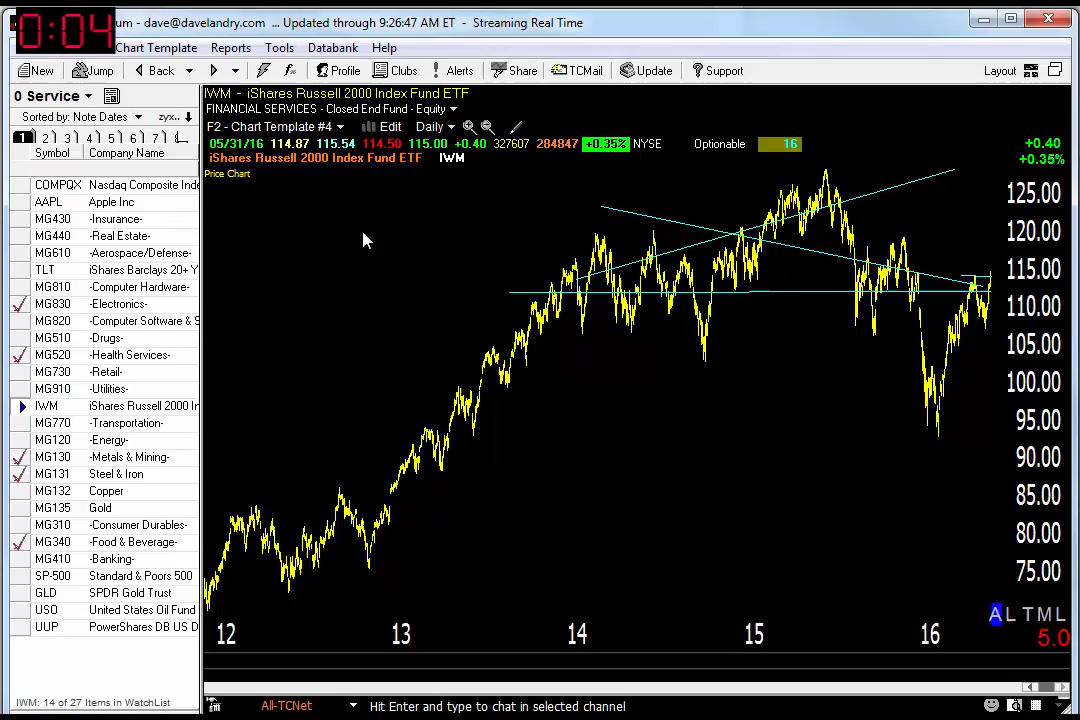 0:04
um - dave@davelandry.com ... Updated through 9:26:47 AM ET - Streaming Real Time
Chart Template Reports Tools Databank Help
New Jump Back Profile Clubs Alerts Share TCMail Update Support Layout
0 Service
Sorted by: Note Dates zyx..
1 2 3 4 5 6 7
Symbol Company Name
COMPQX Nasdaq Composite Inde
AAPL Apple Inc
MG430 -Insurance-
MG440 -Real Estate-
MG610 -Aerospace/Defense-
TLT iShares Barclays 20+ Y
MG810 -Computer Hardware-
MG830 -Electronics-
MG820 -Computer Software & S
MG510 -Drugs-
MG520 -Health Services-
MG730 -Retail-
MG910 -Utilities-
IWM iShares Russell 2000 In
MG770 -Transportation-
MG120 -Energy-
MG130 -Metals & Mining-
MG131 Steel & Iron
MG132 Copper
MG135 Gold
MG310 -Consumer Durables-
MG340 -Food & Beverage-
MG410 -Banking-
SP-500 Standard & Poors 500
GLD SPDR Gold Trust
USO United States Oil Fund
UUP PowerShares DB US D
IWM: 14 of 27 Items in WatchList
IWM - iShares Russell 2000 Index Fund ETF
FINANCIAL SERVICES - Closed End Fund - Equity
F2 - Chart Template #4 Edit Daily
05/31/16 114.87 115.54 114.50 115.00 +0.40 327607 284847 +0.35% NYSE Optionable 16
+0.40
+0.35%
iShares Russell 2000 Index Fund ETF IWM
Price Chart
125.00
120.00
115.00
110.00
105.00
100.00
95.00
90.00
85.00
80.00
75.00
A L T M L
12 13 14 15 16
5.0
All-TCNet Hit Enter and type to chat in selected channel